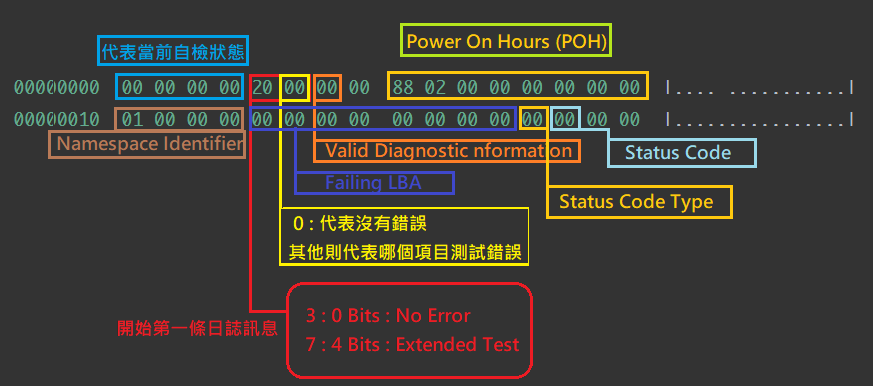 代表當前自檢狀態
Power On Hours (POH)
00000000 00 00 00 00 20 00 00 00 88 02 00 00 00 00 00 00 |.... ...........|
00000010 01 00 00 00 00 00 00 00 00 00 00 00 00 00 00 00 |................|
Namespace Identifier
Valid Diagnostic nformation
Status Code
Failing LBA
Status Code Type
0 : 代表沒有錯誤
其他則代表哪個項目測試錯誤
開始第一條日誌訊息
3 : 0 Bits : No Error
7 : 4 Bits : Extended Test